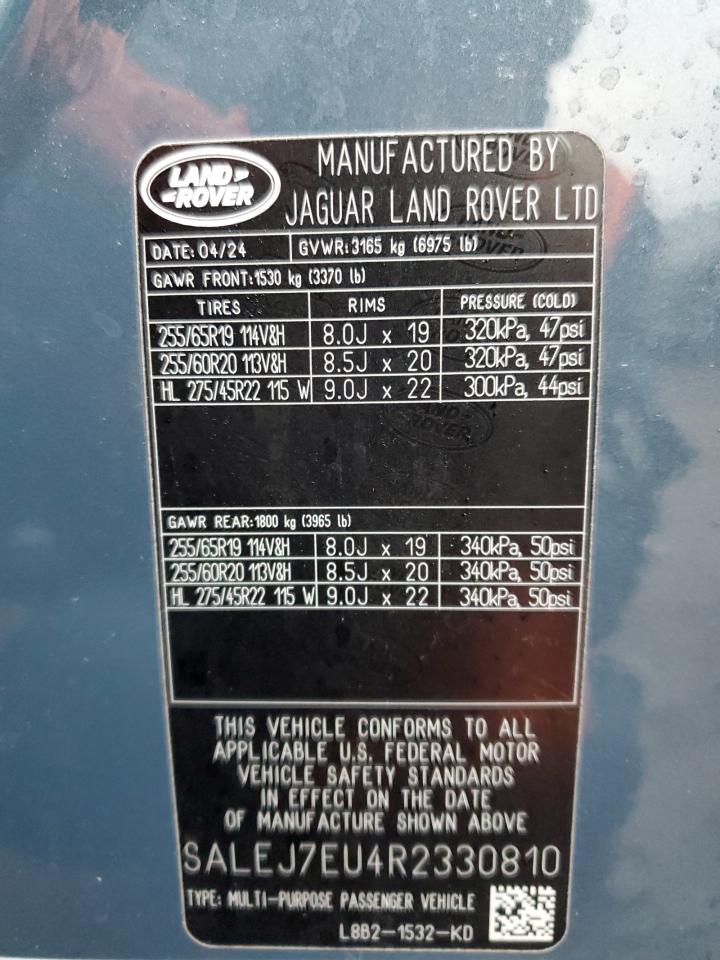 LAND
ROVER
MANUFACTURED BY
JAGUAR LAND ROVER LTD
DATE: 04/24 GVWR: 3165 kg (6975 lb)
GAWR FRONT: 1530 kg (3370 lb)
TIRES RIMS PRESSURE (COLD)
255/65R19 114V&H 8.0J x 19 320kPa, 47psi
255/60R20 113V&H 8.5J x 20 320kPa, 47psi
HL 275/45R22 115 W 9.0J x 22 300kPa, 44psi
GAWR REAR: 1800 kg (3965 lb)
255/65R19 114V&H 8.0J x 19 340kPa, 50psi
255/60R20 113V&H 8.5J x 20 340kPa, 50psi
HL 275/45R22 115 W 9.0J x 22 340kPa, 50psi
THIS VEHICLE CONFORMS TO ALL
APPLICABLE U.S. FEDERAL MOTOR
VEHICLE SAFETY STANDARDS
IN EFFECT ON THE DATE
OF MANUFACTURE SHOWN ABOVE
SALEJ7EU4R2330810
TYPE: MULTI-PURPOSE PASSENGER VEHICLE
L8B2-1532-KD